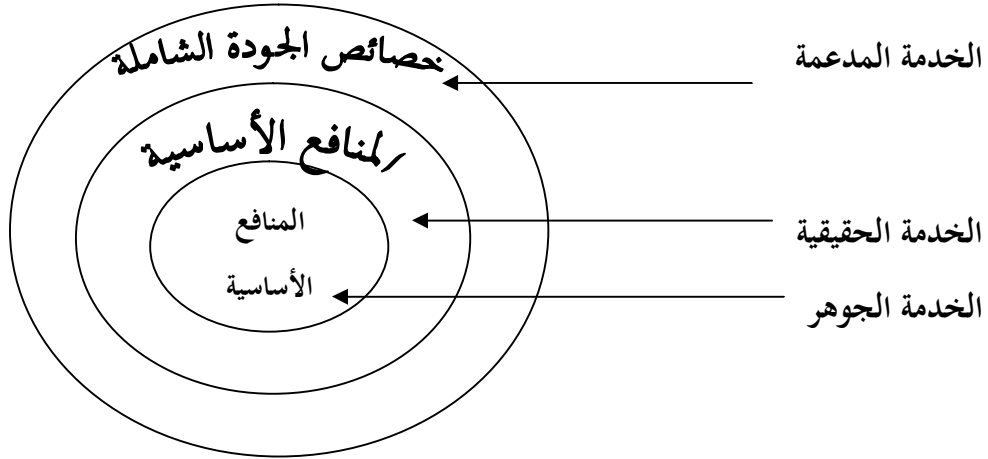 خصائص الجودة الشاملة
الخدمة المدعمة
المنافع الأساسية
المنافع
الأساسية
الخدمة الحقيقية
الخدمة الجوهر